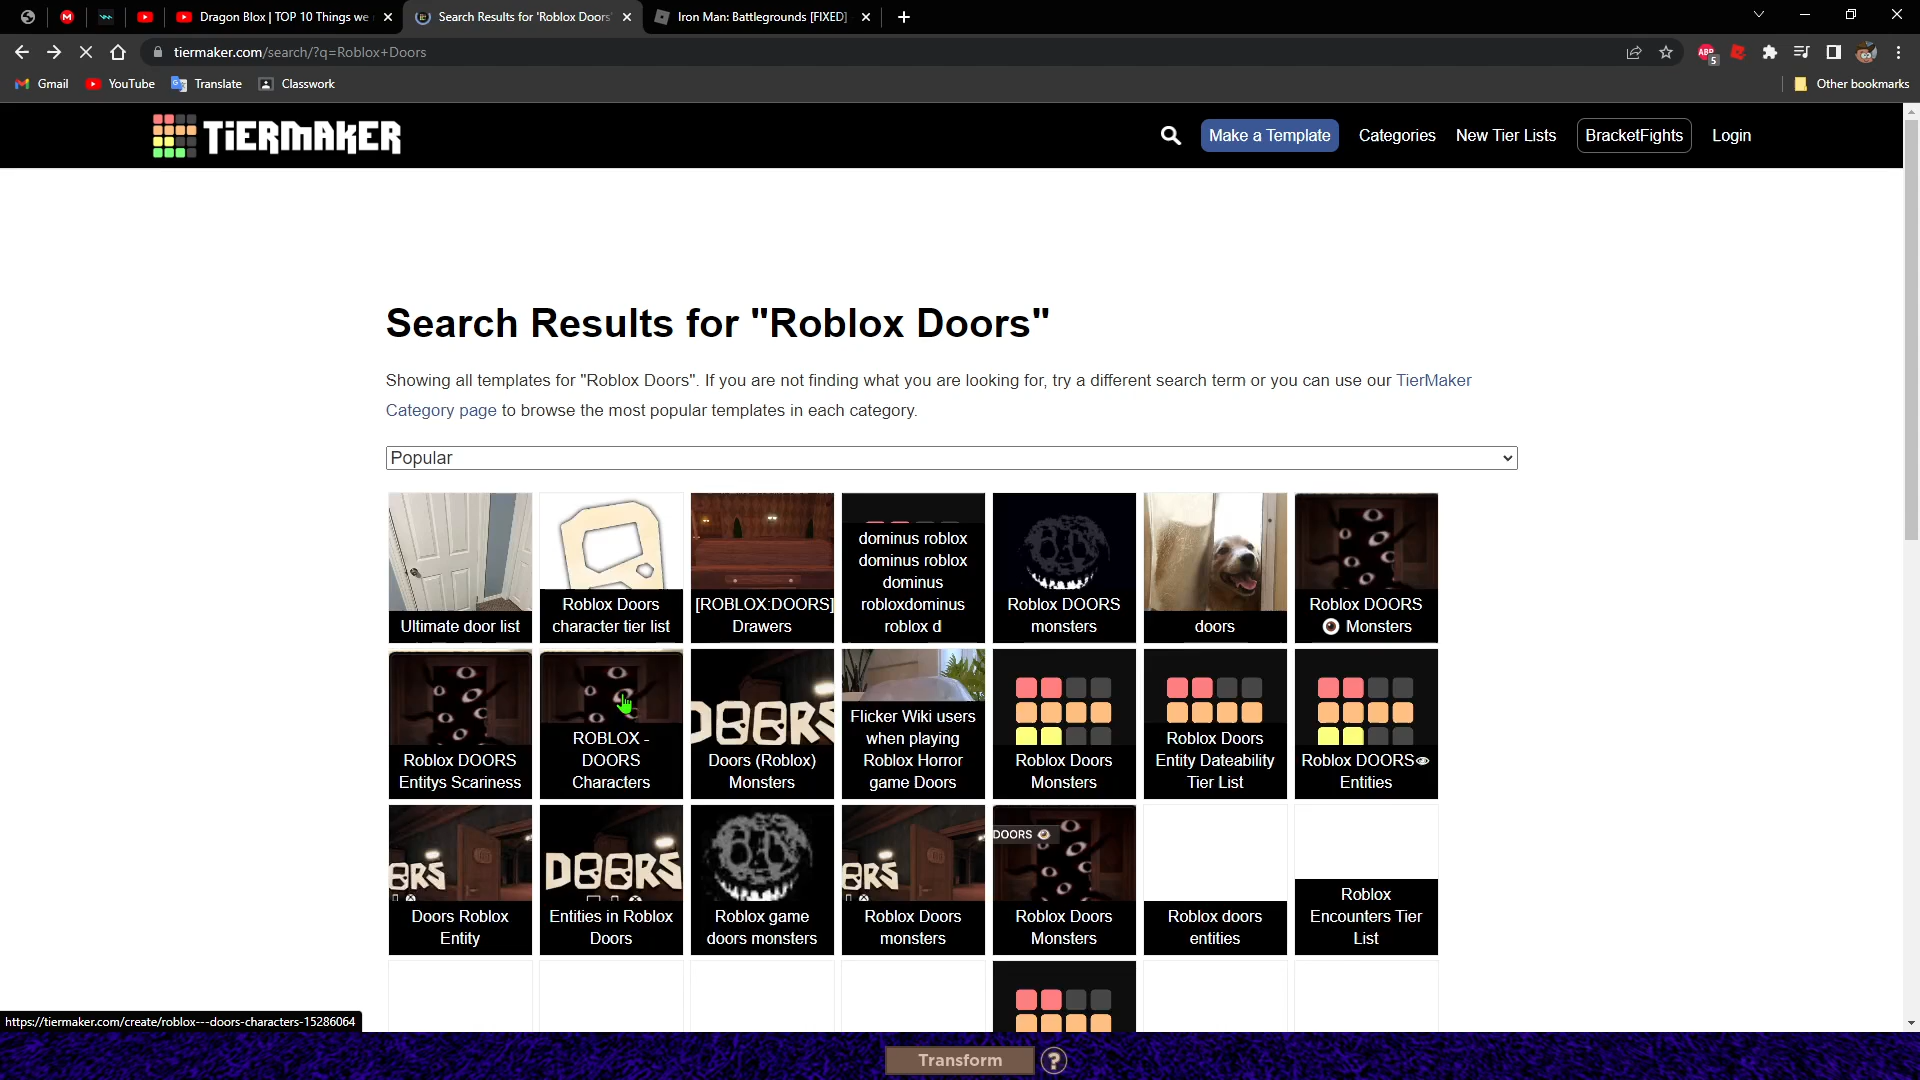 Dragon Blox | TOP 10 Things we
Search Results for 'Roblox Doors'
Iron Man: Battlegrounds [FIXED]
tiermaker.com/search/?q=Roblox+Doors
ABP
5
Gmail
YouTube
Translate
Classwork
Other bookmarks
TiERMAKER
Make a Template
Categories
New Tier Lists
BracketFights
Login
Search Results for "Roblox Doors"
Showing all templates for "Roblox Doors". If you are not finding what you are looking for, try a different search term or you can use our TierMaker
Category page to browse the most popular templates in each category.
Popular
Ultimate door list
Roblox Doors
character tier list
[ROBLOX:DOORS]
Drawers
dominus roblox
dominus roblox
dominus
robloxdominus
roblox d
Roblox DOORS
monsters
doors
Roblox DOORS
Monsters
Roblox DOORS
Entitys Scariness
ROBLOX -
DOORS
Characters
DOORS
Doors (Roblox)
Monsters
Flicker Wiki users
when playing
Roblox Horror
game Doors
Roblox Doors
Monsters
Roblox Doors
Entity Dateability
Tier List
Roblox DOORS
Entities
ORS
Doors Roblox
Entity
DOORS
Entities in Roblox
Doors
Roblox game
doors monsters
ORS
Roblox Doors
monsters
DOORS
Roblox Doors
Monsters
Roblox doors
entities
Roblox
Encounters Tier
List
https://tiermaker.com/create/roblox---doors-characters-15286064
Transform
?